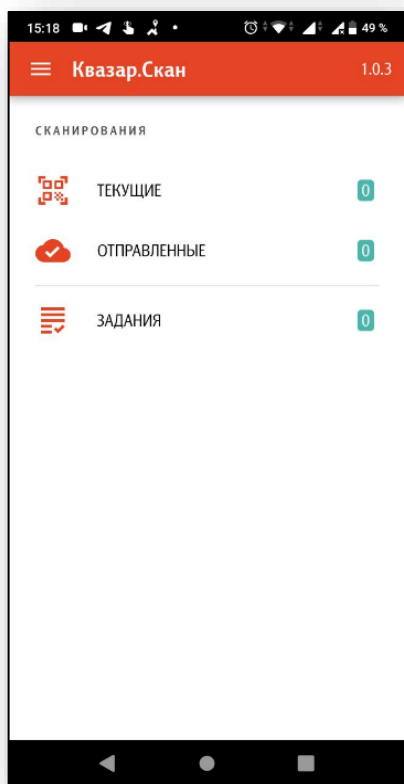 15:18 49 %
Квазар.Скан 1.0.3
СКАНИРОВАНИЯ
ТЕКУЩИЕ 0
ОТПРАВЛЕННЫЕ 0
ЗАДАНИЯ 0